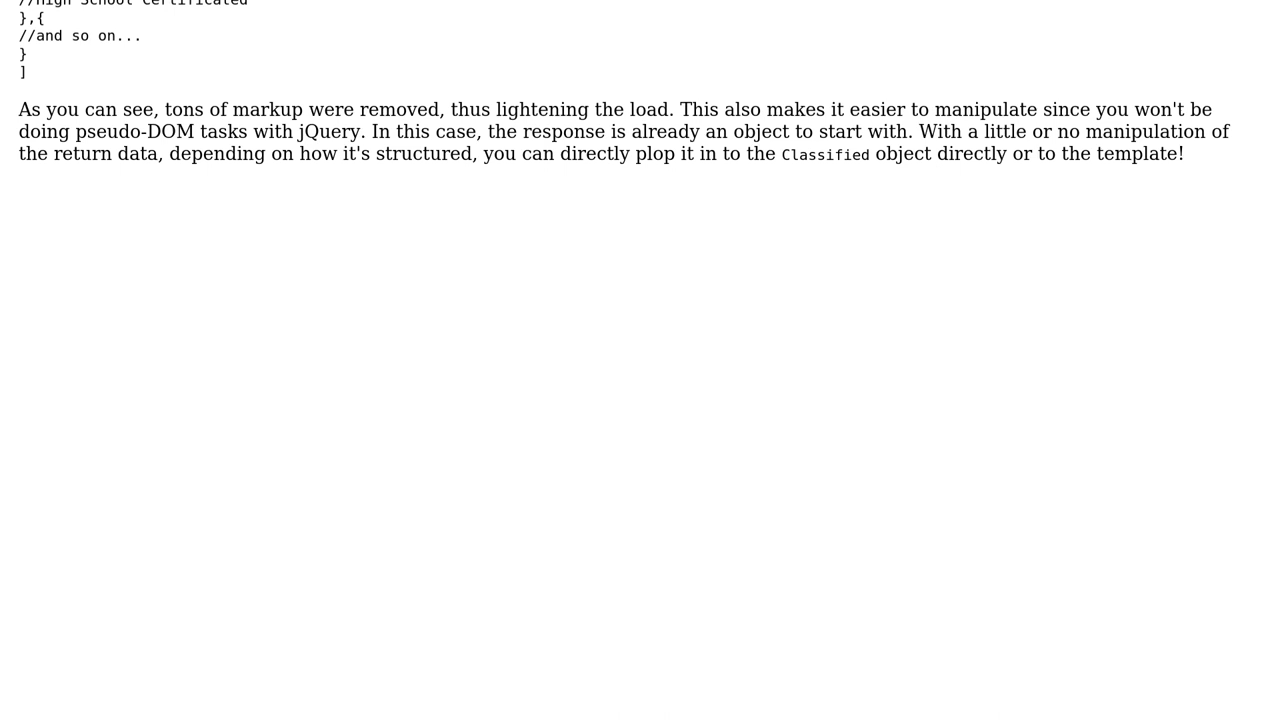 //High School Certificated
},{
//and so on...
}
]
As you can see, tons of markup were removed, thus lightening the load. This also makes it easier to manipulate since you won't be
doing pseudo-DOM tasks with jQuery. In this case, the response is already an object to start with. With a little or no manipulation of
the return data, depending on how it's structured, you can directly plop it in to the Classified object directly or to the template!